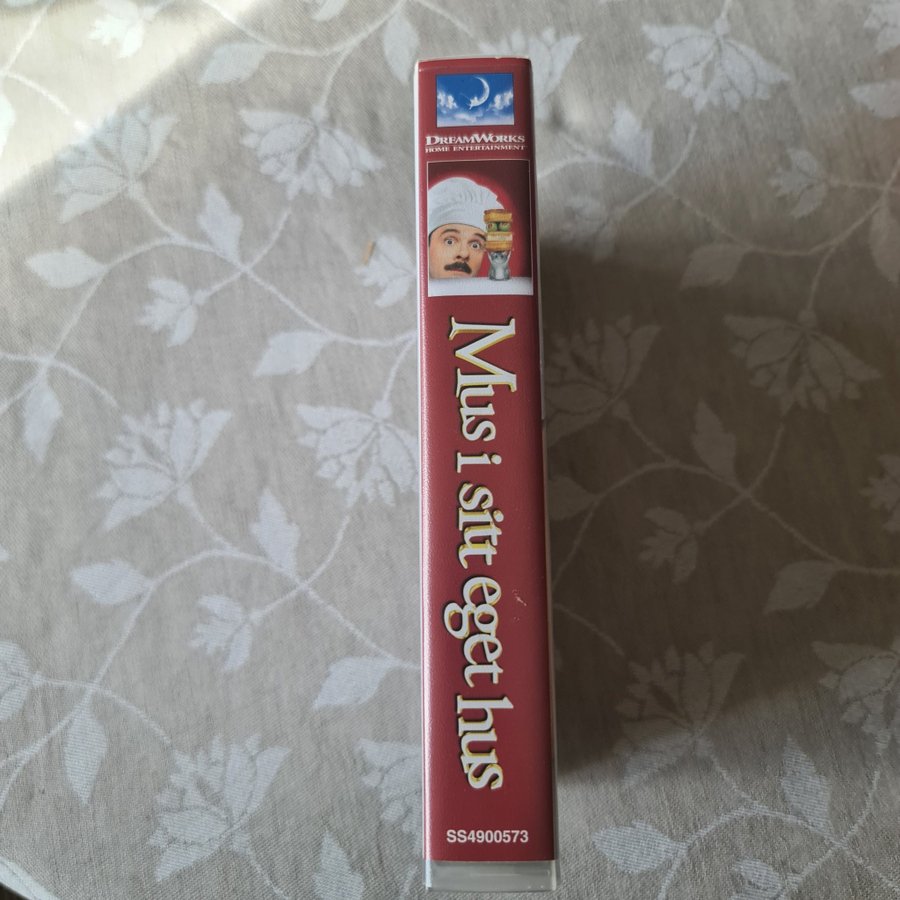 DREAMWORKS
HOME ENTERTAINMENT
Mus i sitt eget hus
SS4900573